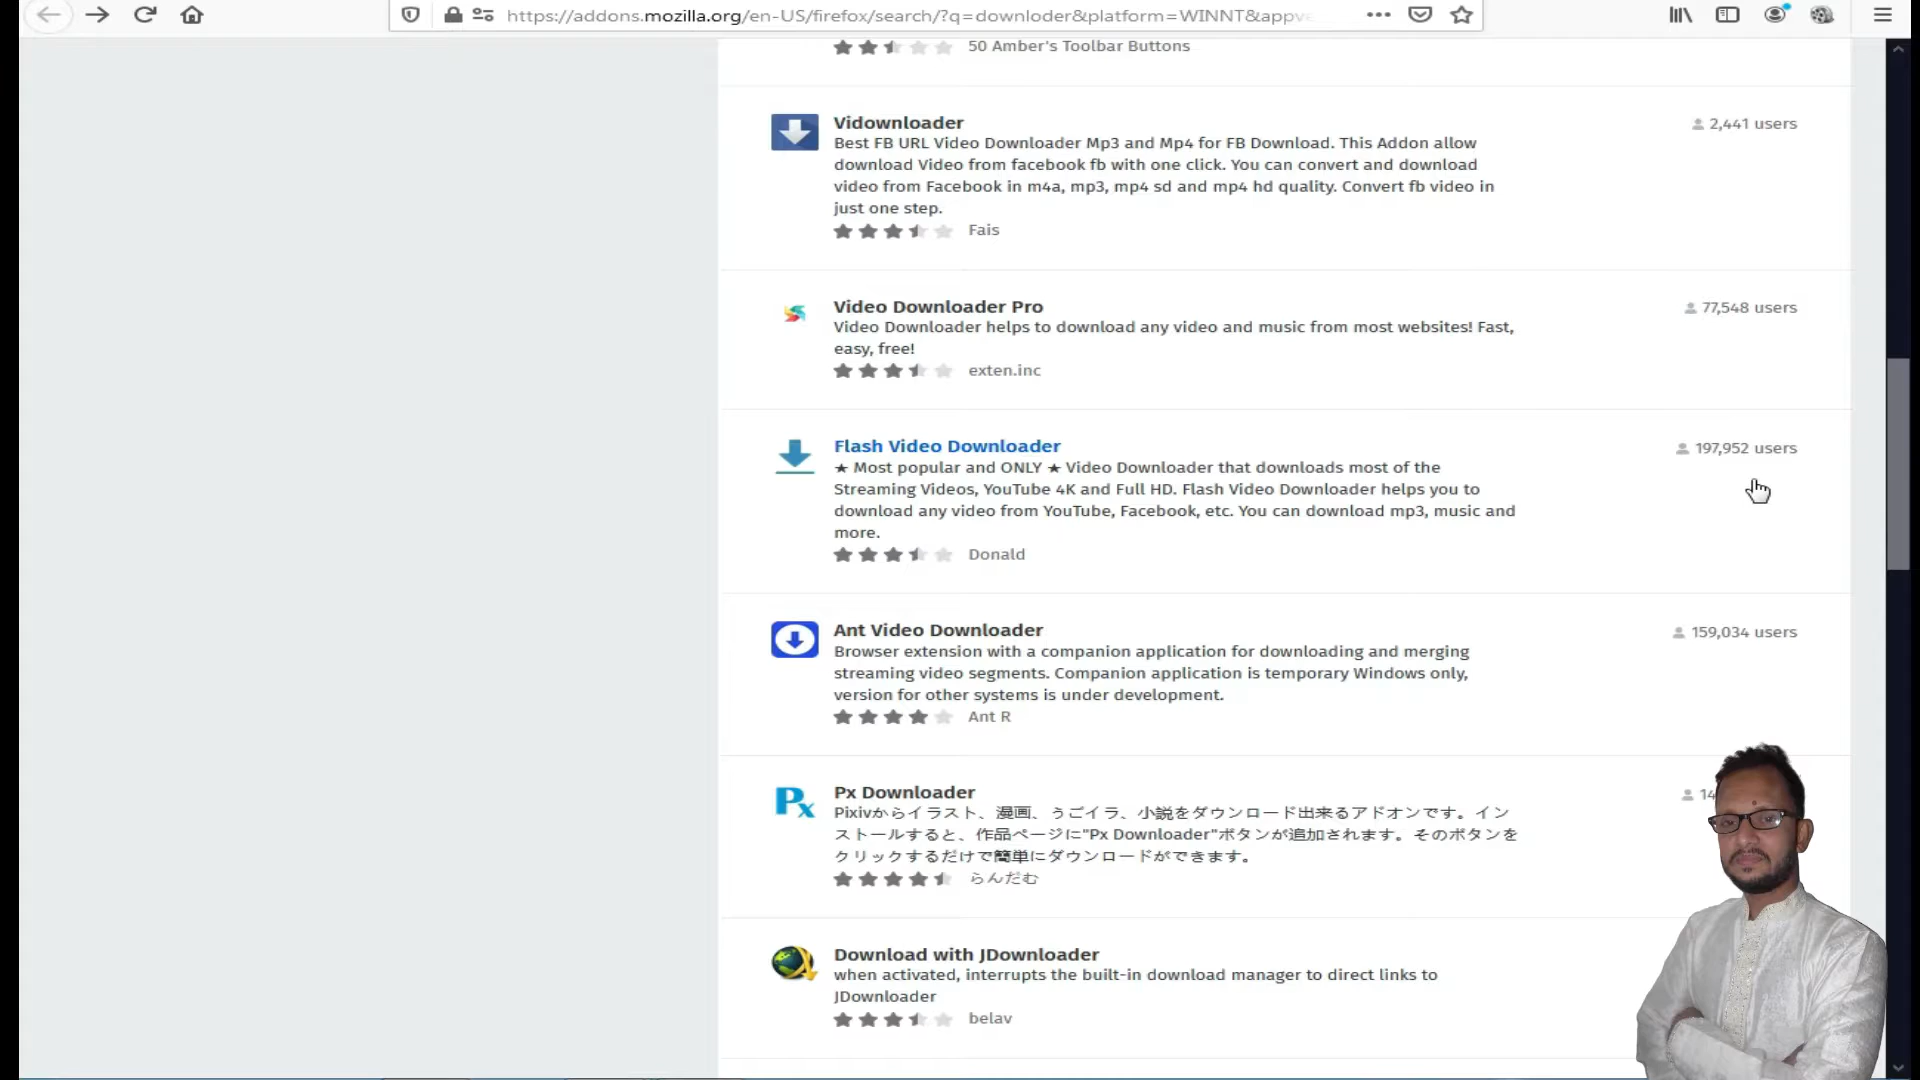 https://addons.mozilla.org/en-US/firefox/search/?q=downloder&platform=WINNT&appve
50 Amber's Toolbar Buttons
Vidownloader
2,441 users
Best FB URL Video Downloader Mp3 and Mp4 for FB Download. This Addon allow
download Video from facebook fb with one click. You can convert and download
video from Facebook in m4a, mp3, mp4 sd and mp4 hd quality. Convert fb video in
just one step.
Fais
Video Downloader Pro
77,548 users
Video Downloader helps to download any video and music from most websites! Fast,
easy, free!
exten.inc
Flash Video Downloader
197,952 users
★ Most popular and ONLY ★ Video Downloader that downloads most of the
Streaming Videos, YouTube 4K and Full HD. Flash Video Downloader helps you to
download any video from YouTube, Facebook, etc. You can download mp3, music and
more.
Donald
Ant Video Downloader
159,034 users
Browser extension with a companion application for downloading and merging
streaming video segments. Companion application is temporary Windows only,
version for other systems is under development.
Ant R
Px
Px Downloader
14
Pixivからイラスト、漫画、うごイラ、小説をダウンロード出来るアドオンです。イン
ストールすると、作品ページに"Px Downloader"ボタンが追加されます。そのボタンを
クリックするだけで簡単にダウンロードができます。
らんだむ
Download with JDownloader
when activated, interrupts the built-in download manager to direct links to
JDownloader
belav